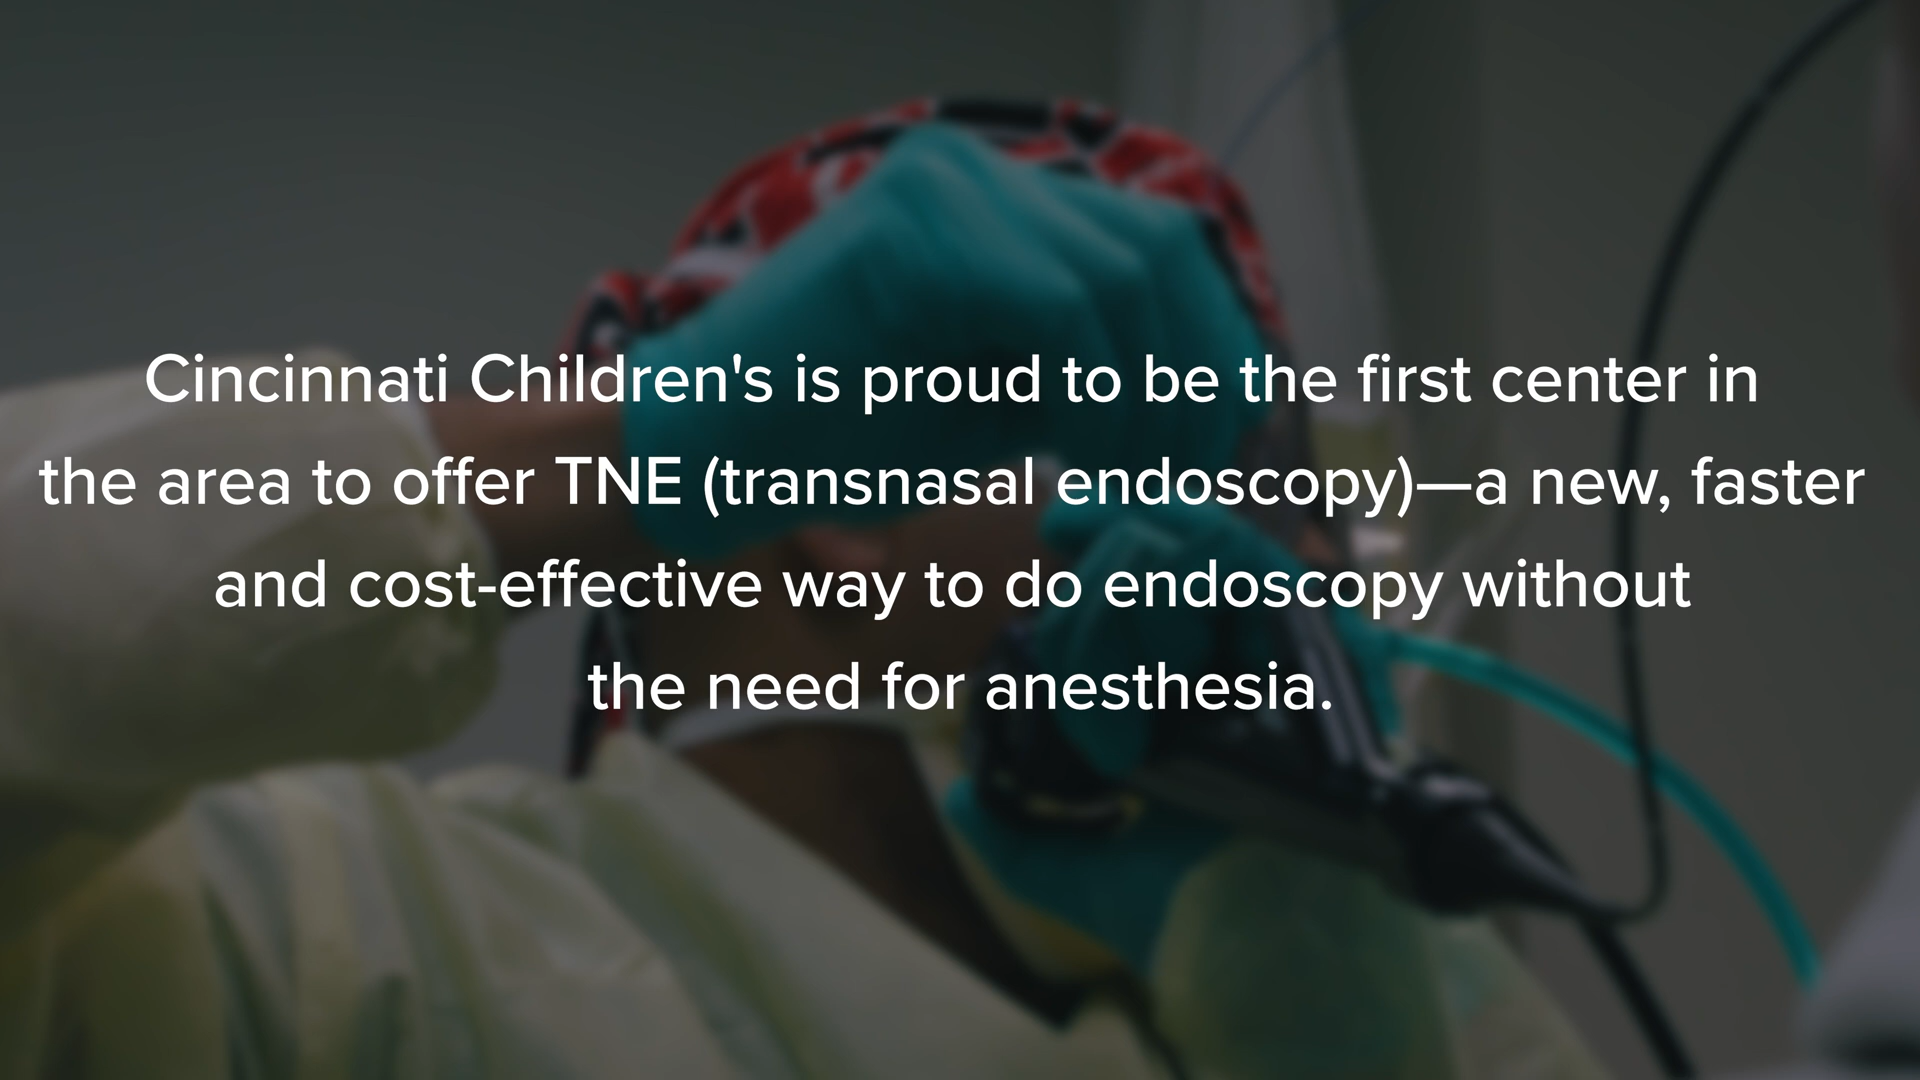 Cincinnati Children's is proud to be the first center in
the area to offer TNE (transnasal endoscopy)—a new, faster
and cost-effective way to do endoscopy without
the need for anesthesia.